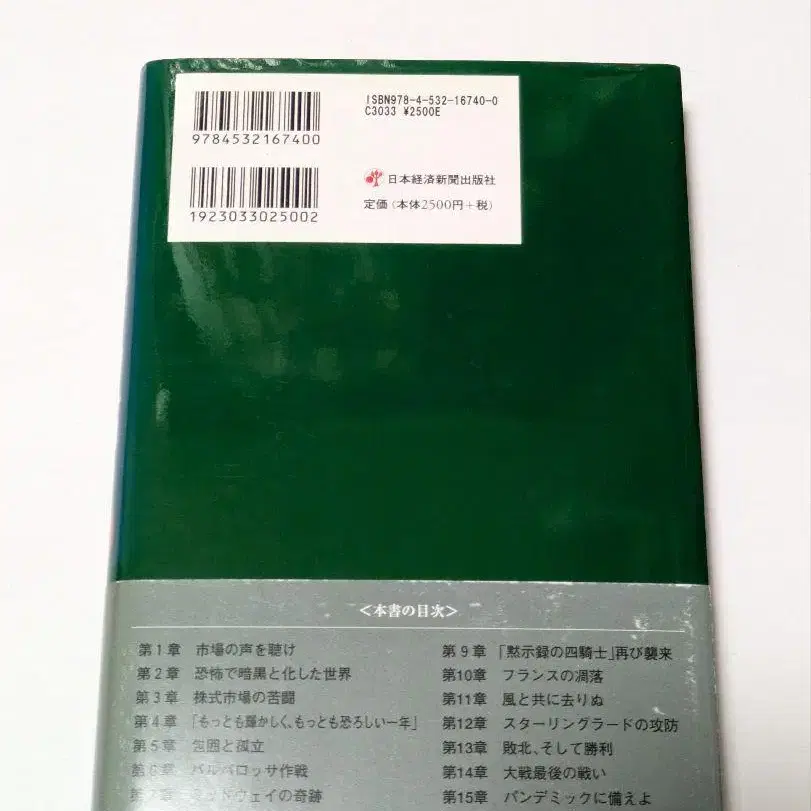 ISBN978-4-532-16740-0
C3033 ¥2500E
9784532167400
日本経済新聞出版社
1923033025002
定価(本体2500円+税)
<本書の目次>
第1章 市場の声を聴け
第2章 恐怖で暗黒と化した世界
第3章 株式市場の苦闘
第4章 「もっとも輝かしく、もっとも恐ろしい一年」
第5章 包囲と孤立
第6章 バルバロッサ作戦
第7章 ミッドウェイの奇跡
第9章 「黙示録の四騎士」再び襲来
第10章 フランスの凋落
第11章 風と共に去りぬ
第12章 スターリングラードの攻防
第13章 敗北、そして勝利
第14章 大戦最後の戦い
第15章 パンデミックに備えよ